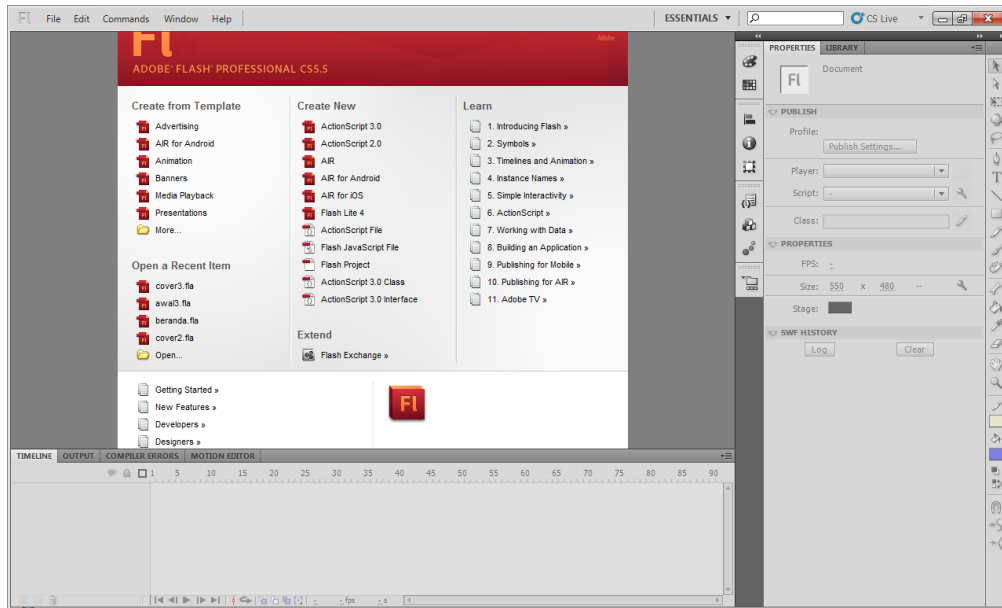 Fl File Edit Commands Window Help ESSENTIALS CS Live
Fl
Adobe
ADOBE® FLASH® PROFESSIONAL CS5.5
Create from Template
Advertising
AIR for Android
Animation
Banners
Media Playback
Presentations
More...
Open a Recent Item
cover3.fla
awal3.fla
beranda.fla
cover2.fla
Open...
Create New
ActionScript 3.0
ActionScript 2.0
AIR
AIR for Android
AIR for iOS
Flash Lite 4
ActionScript File
Flash JavaScript File
Flash Project
ActionScript 3.0 Class
ActionScript 3.0 Interface
Extend
Flash Exchange »
Learn
1. Introducing Flash »
2. Symbols »
3. Timelines and Animation »
4. Instance Names »
5. Simple Interactivity »
6. ActionScript »
7. Working with Data »
8. Building an Application »
9. Publishing for Mobile »
10. Publishing for AIR »
11. Adobe TV »
Getting Started »
New Features »
Developers »
Designers »
Fl
PROPERTIES LIBRARY
Fl Document
PUBLISH
Profile:
Publish Settings...
Player:
Script: -
Class:
PROPERTIES
FPS: -
Size: 550 x 480 --
Stage:
SWF HISTORY
Log Clear
TIMELINE OUTPUT COMPILER ERRORS MOTION EDITOR
1 5 10 15 20 25 30 35 40 45 50 55 60 65 70 75 80 85 90
- - fps - s